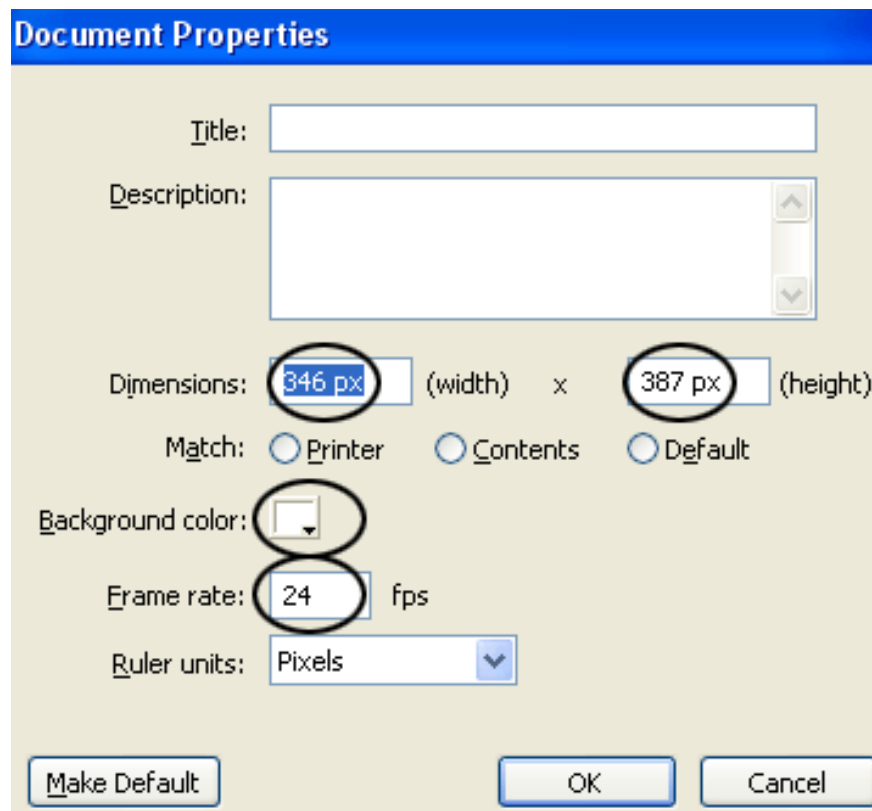 Document Properties
Title:
Description:
Dimensions: 346 px (width) x 387 px (height)
Match: Printer Contents Default
Background color:
Frame rate: 24 fps
Ruler units: Pixels
Make Default OK Cancel